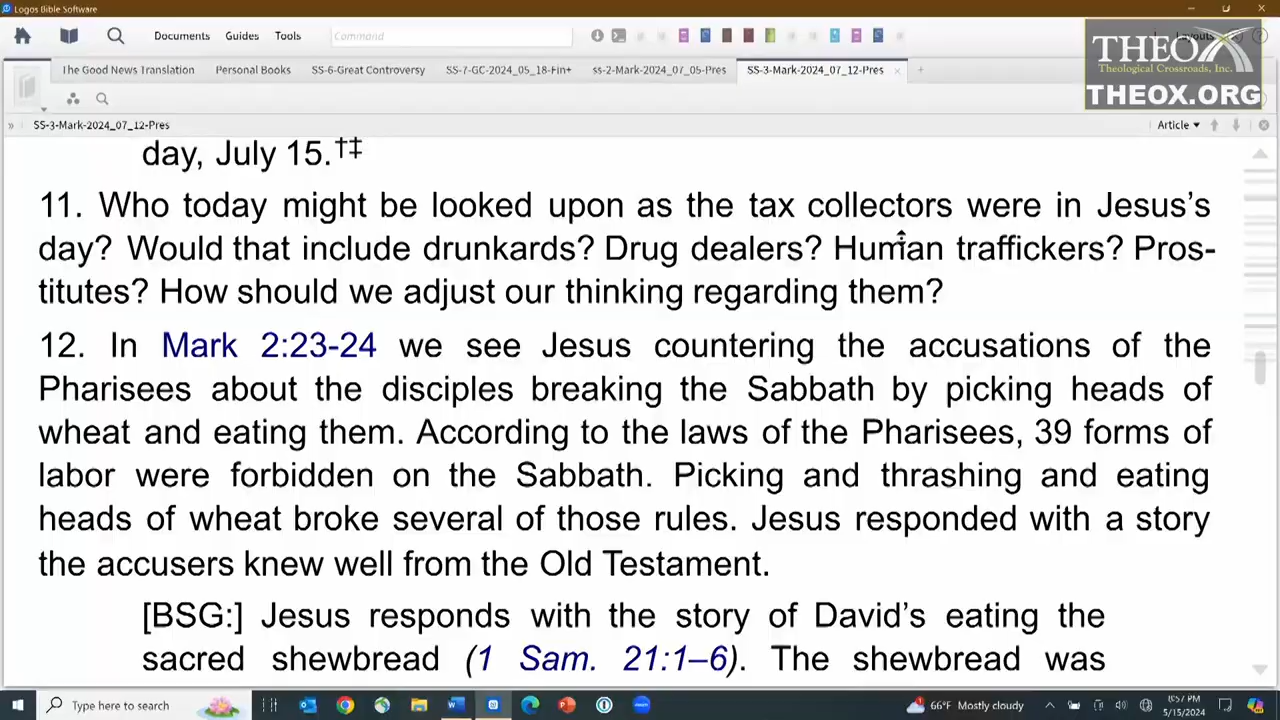 Logos Bible Software
Documents Guides Tools Command Layouts
THEOX
Theological Crossroads, Inc.
THEOX.ORG
The Good News Translation Personal Books SS-6-Great Controversy 05_18-Fin+ ss-2-Mark-2024_07_05-Pres SS-3-Mark-2024_07_12-Pres
» SS-3-Mark-2024_07_12-Pres Article
day, July 15.†‡
11. Who today might be looked upon as the tax collectors were in Jesus’s
day? Would that include drunkards? Drug dealers? Human traffickers? Pros-
titutes? How should we adjust our thinking regarding them?
12. In Mark 2:23-24 we see Jesus countering the accusations of the
Pharisees about the disciples breaking the Sabbath by picking heads of
wheat and eating them. According to the laws of the Pharisees, 39 forms of
labor were forbidden on the Sabbath. Picking and thrashing and eating
heads of wheat broke several of those rules. Jesus responded with a story
the accusers knew well from the Old Testament.
[BSG:] Jesus responds with the story of David’s eating the
sacred shewbread (1 Sam. 21:1–6). The shewbread was
Type here to search 66°F Mostly cloudy 8:57 PM
5/15/2024